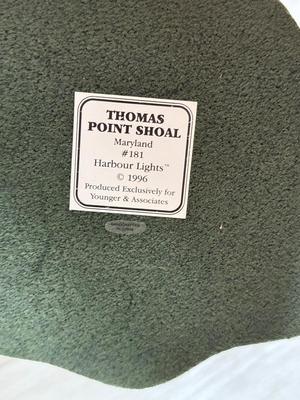 THOMAS
POINT SHOAL
Maryland
#181
Harbour Lights™
© 1996
Produced Exclusively for
Younger & Associates